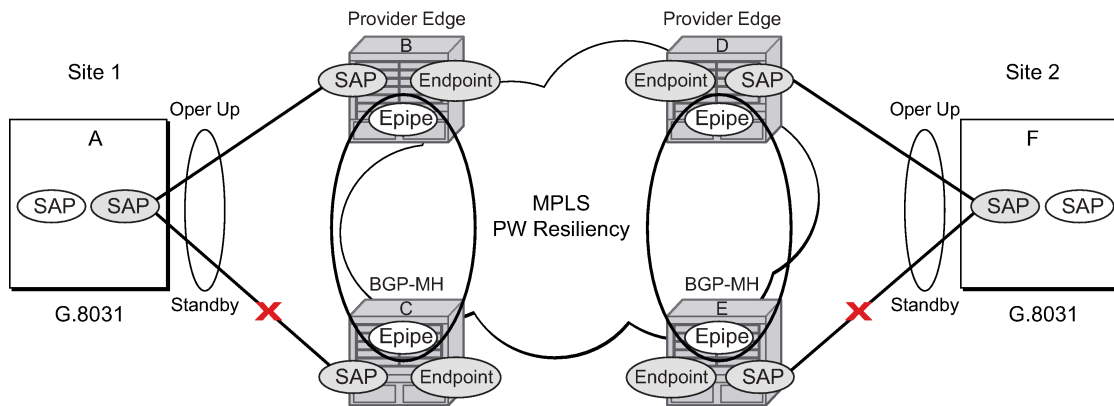 Provider Edge
Provider Edge
B
D
Site 1
SAP
Endpoint
Endpoint
SAP
Site 2
Oper Up
Oper Up
Epipe
Epipe
A
F
SAP
SAP
MPLS
PW Resiliency
SAP
SAP
BGP-MH
BGP-MH
Standby
Standby
G.8031
C
E
G.8031
Epipe
Epipe
SAP
Endpoint
Endpoint
SAP